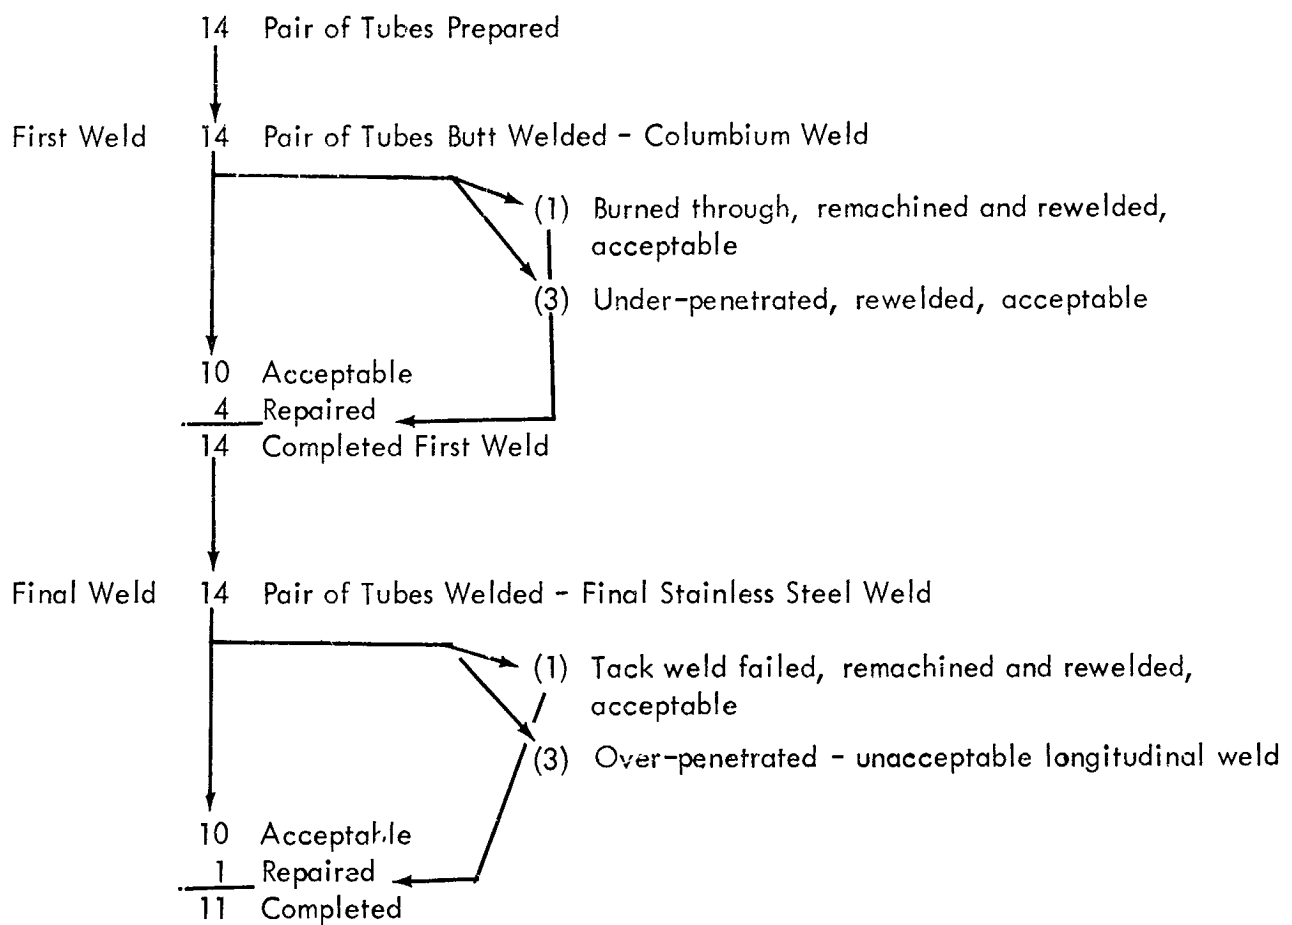 14 Pair of Tubes Prepared
First Weld 14 Pair of Tubes Butt Welded - Columbium Weld
(1) Burned through, remachined and rewelded,
acceptable
(3) Under-penetrated, rewelded, acceptable
10 Acceptable
4 Repaired
14 Completed First Weld
Final Weld 14 Pair of Tubes Welded - Final Stainless Steel Weld
(1) Tack weld failed, remachined and rewelded,
acceptable
(3) Over-penetrated - unacceptable longitudinal weld
10 Acceptable
1 Repaired
11 Completed